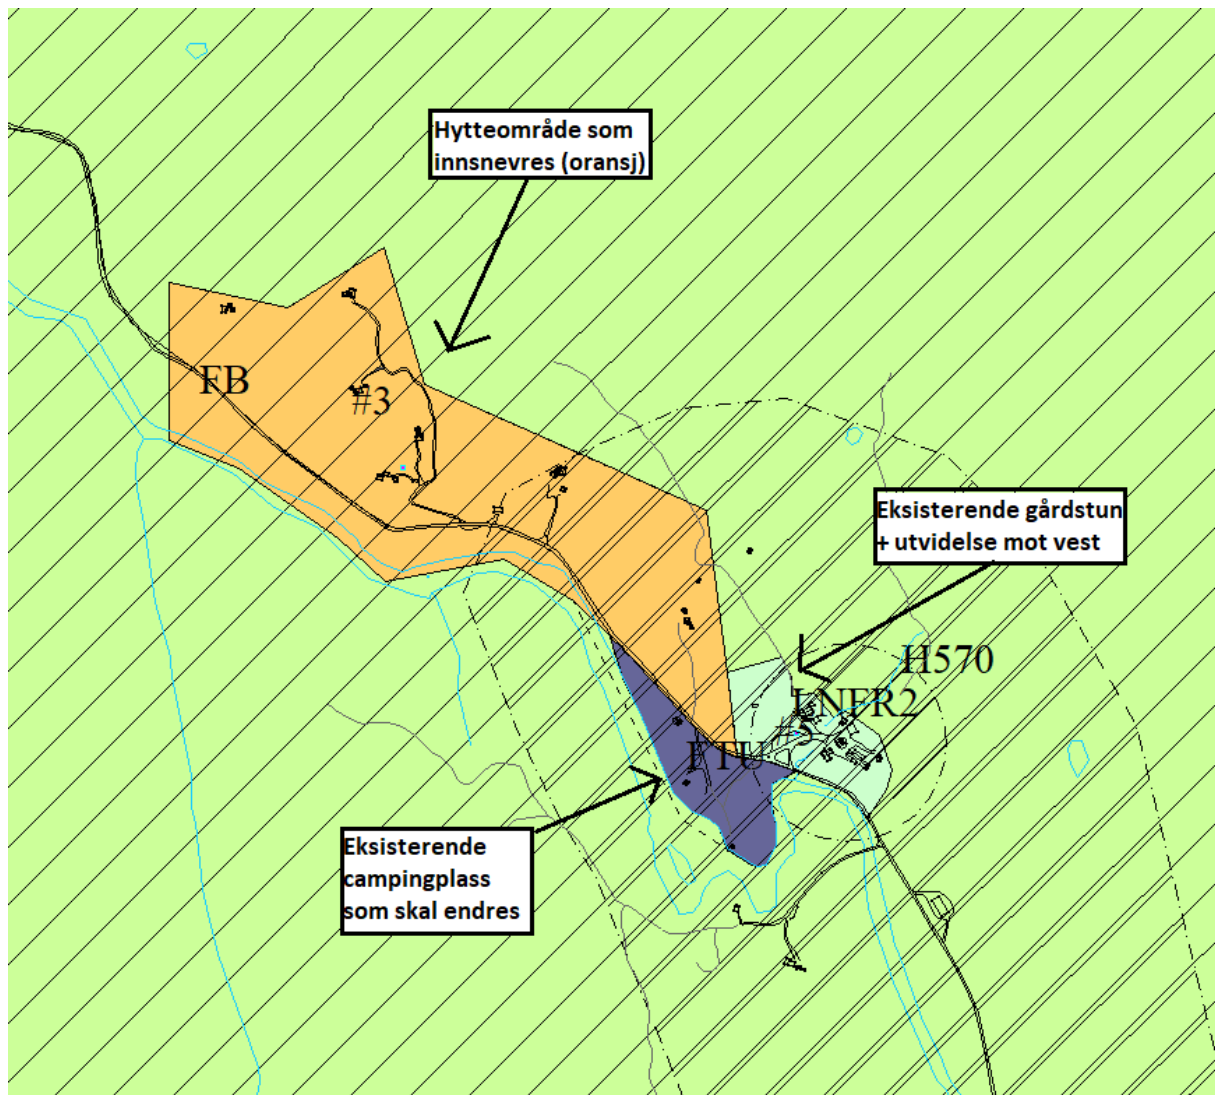 Hytteområde som
innsnevres (oransj)
FB
#3
Eksisterende gårdstun
+ utvidelse mot vest
H570
LNFR2
#5
FTU
Eksisterende
campingplass
som skal endres